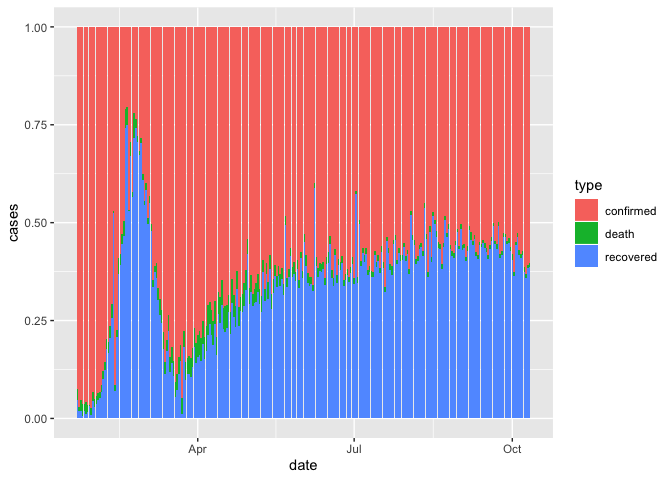 1.00
0.75
0.50
0.25
0.00
cases
Apr
Jul
Oct
date
type
confirmed
death
recovered